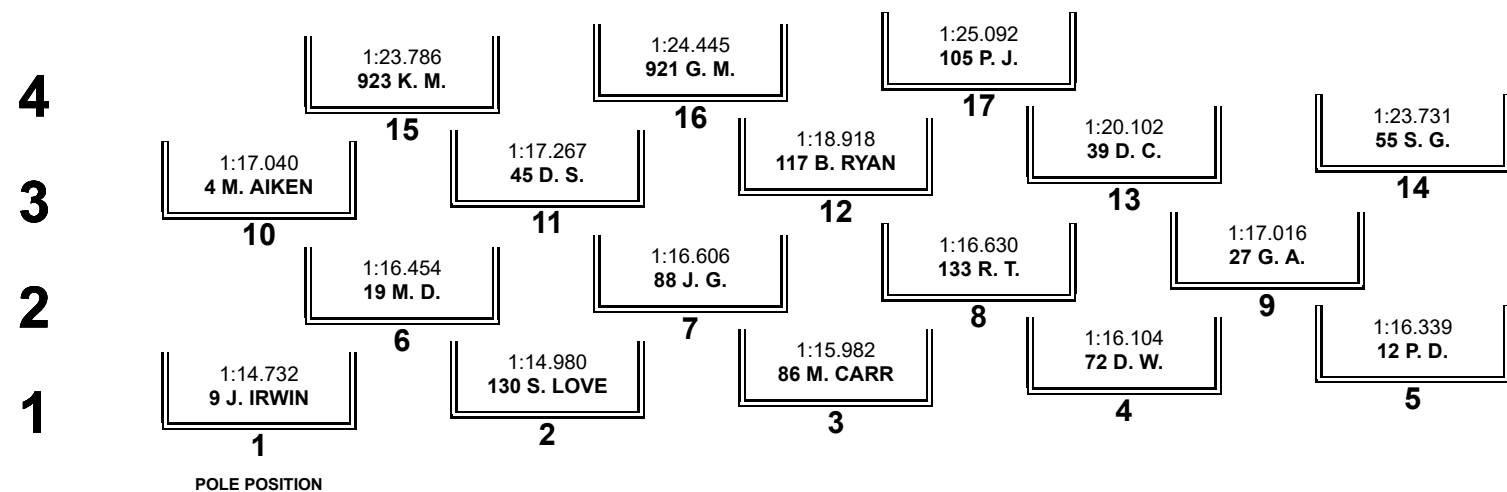 4
1:23.786
923 K. M.
15
1:24.445
921 G. M.
16
1:25.092
105 P. J.
17
3
1:17.040
4 M. AIKEN
10
1:17.267
45 D. S.
11
1:18.918
117 B. RYAN
12
1:20.102
39 D. C.
13
1:23.731
55 S. G.
14
2
1:16.454
19 M. D.
6
1:16.606
88 J. G.
7
1:16.630
133 R. T.
8
1:17.016
27 G. A.
9
1
1:14.732
9 J. IRWIN
1
POLE POSITION
1:14.980
130 S. LOVE
2
1:15.982
86 M. CARR
3
1:16.104
72 D. W.
4
1:16.339
12 P. D.
5